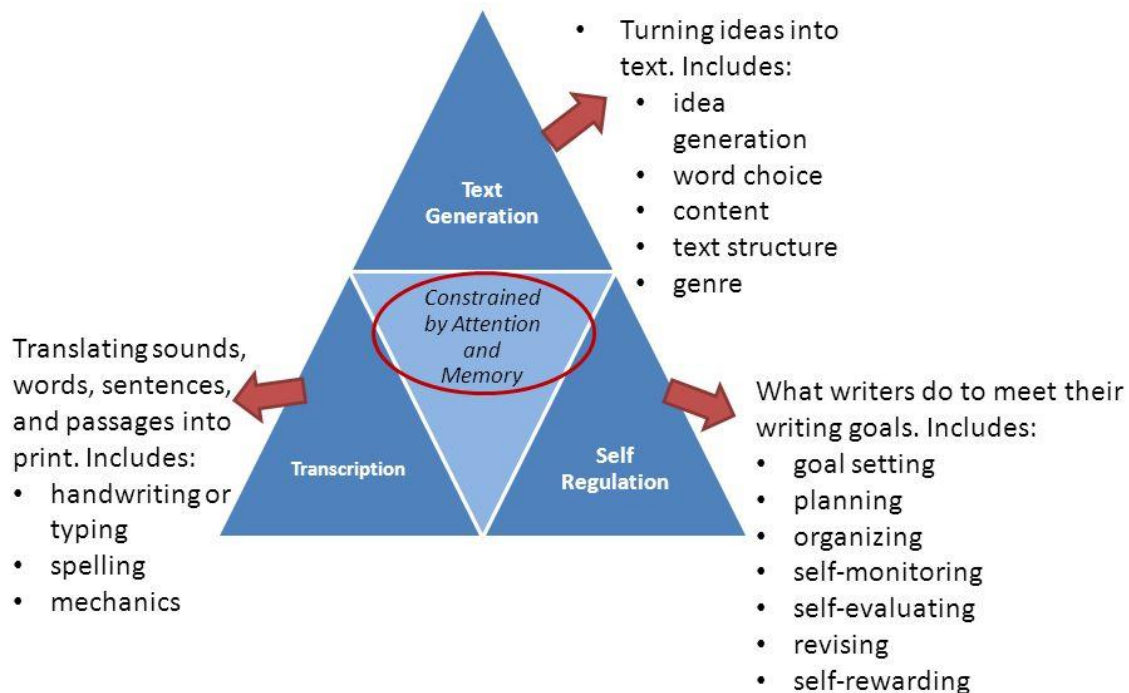 • Turning ideas into
text. Includes:
• idea
generation
• word choice
• content
• text structure
• genre
Text
Generation
Constrained
by Attention
and
Memory
Translating sounds,
words, sentences,
and passages into
print. Includes:
• handwriting or
typing
• spelling
• mechanics
Transcription
Self
Regulation
What writers do to meet their
writing goals. Includes:
• goal setting
• planning
• organizing
• self-monitoring
• self-evaluating
• revising
• self-rewarding